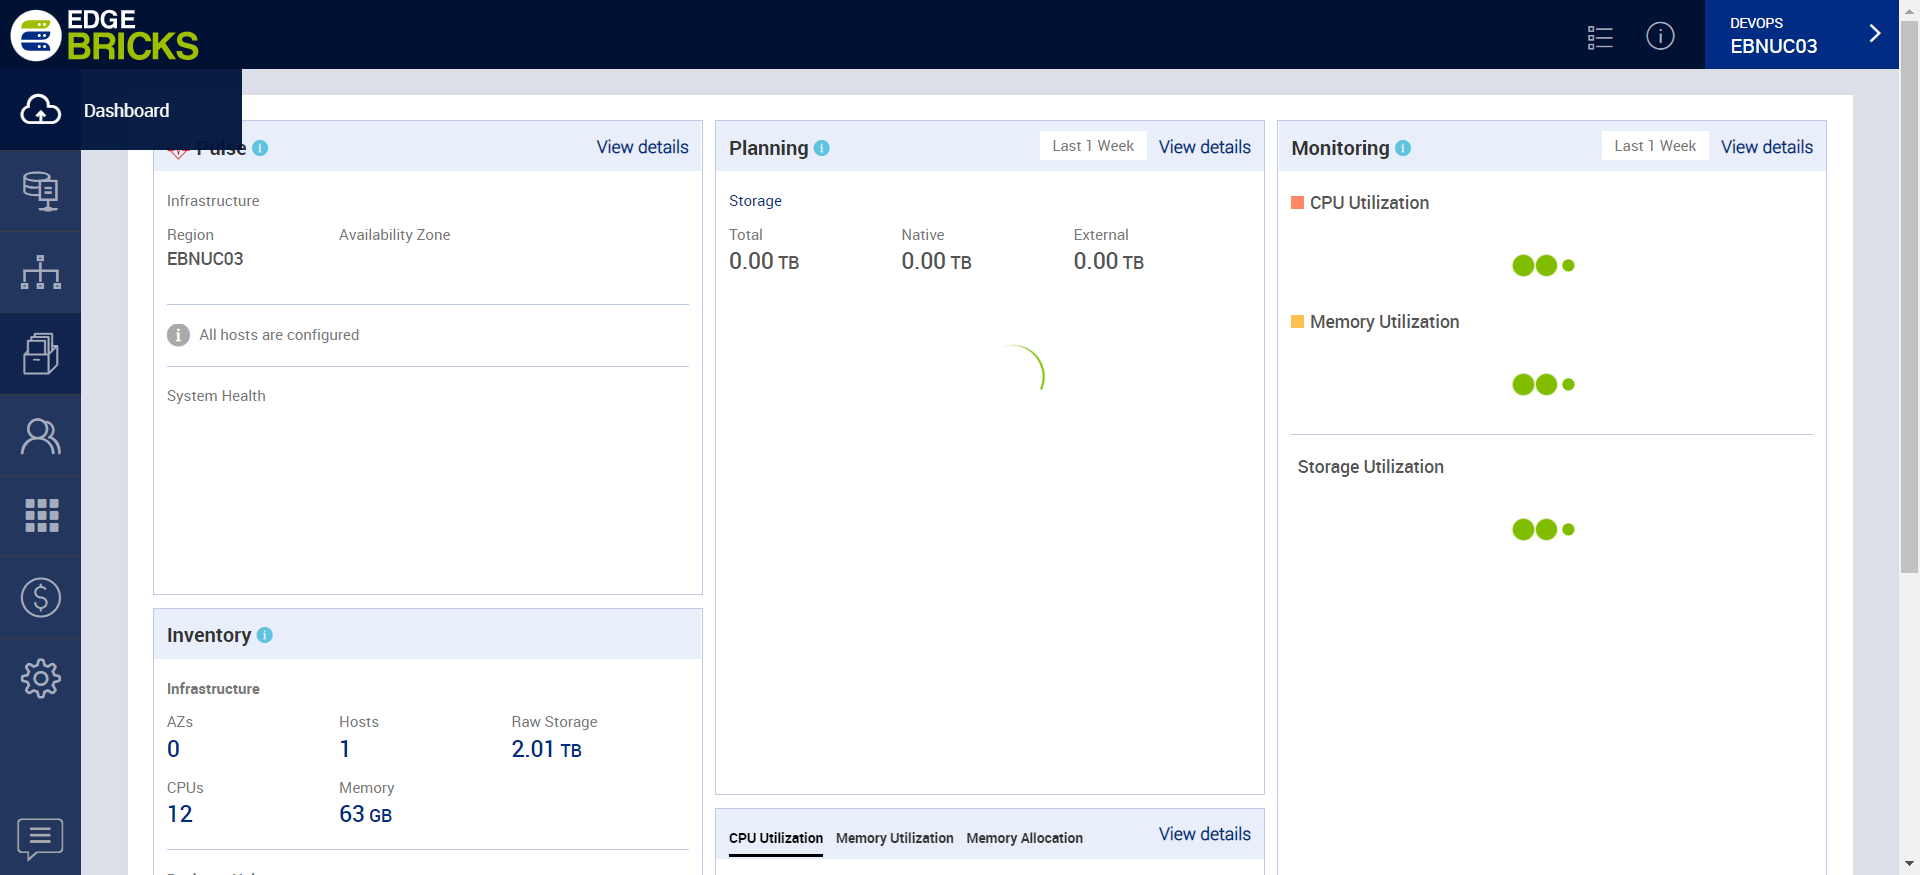 EDGE
BRICKS
DEVOPS
EBNUC03
Dashboard
Pulse
View details
Infrastructure
Region
Availability Zone
EBNUC03
All hosts are configured
System Health
Inventory
Infrastructure
AZs
Hosts
Raw Storage
0
1
2.01 TB
CPUs
Memory
12
63 GB
Planning
Last 1 Week
View details
Storage
Total
Native
External
0.00 TB
0.00 TB
0.00 TB
CPU Utilization
Memory Utilization
Memory Allocation
View details
Monitoring
Last 1 Week
View details
CPU Utilization
Memory Utilization
Storage Utilization